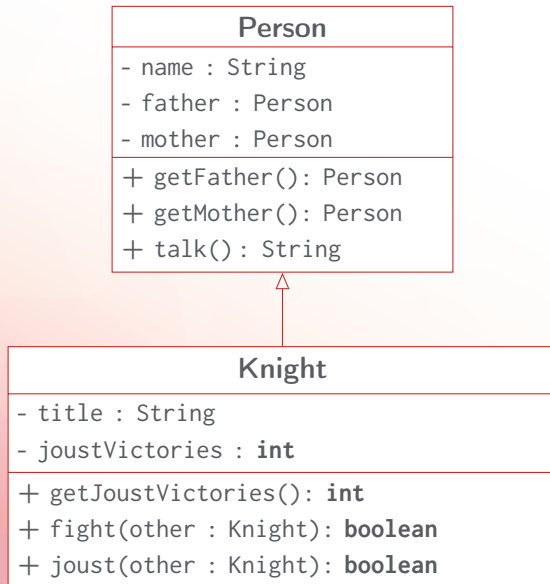 Person
- name : String
- father : Person
- mother : Person
+ getFather(): Person
+ getMother(): Person
+ talk(): String
Knight
- title : String
- joustVictories : int
+ getJoustVictories(): int
+ fight(other : Knight): boolean
+ joust(other : Knight): boolean